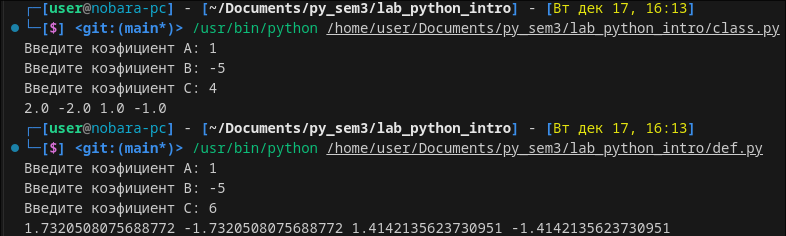 ┌─[user@nobara-pc] - [~/Documents/py_sem3/lab_python_intro] - [Вт дек 17, 16:13]
└─[$] <git:(main*)> /usr/bin/python /home/user/Documents/py_sem3/lab_python_intro/class.py
Введите коэфициент A: 1
Введите коэфициент B: -5
Введите коэфициент C: 4
2.0 -2.0 1.0 -1.0
┌─[user@nobara-pc] - [~/Documents/py_sem3/lab_python_intro] - [Вт дек 17, 16:13]
└─[$] <git:(main*)> /usr/bin/python /home/user/Documents/py_sem3/lab_python_intro/def.py
Введите коэфициент A: 1
Введите коэфициент B: -5
Введите коэфициент C: 6
1.7320508075688772 -1.7320508075688772 1.4142135623730951 -1.4142135623730951